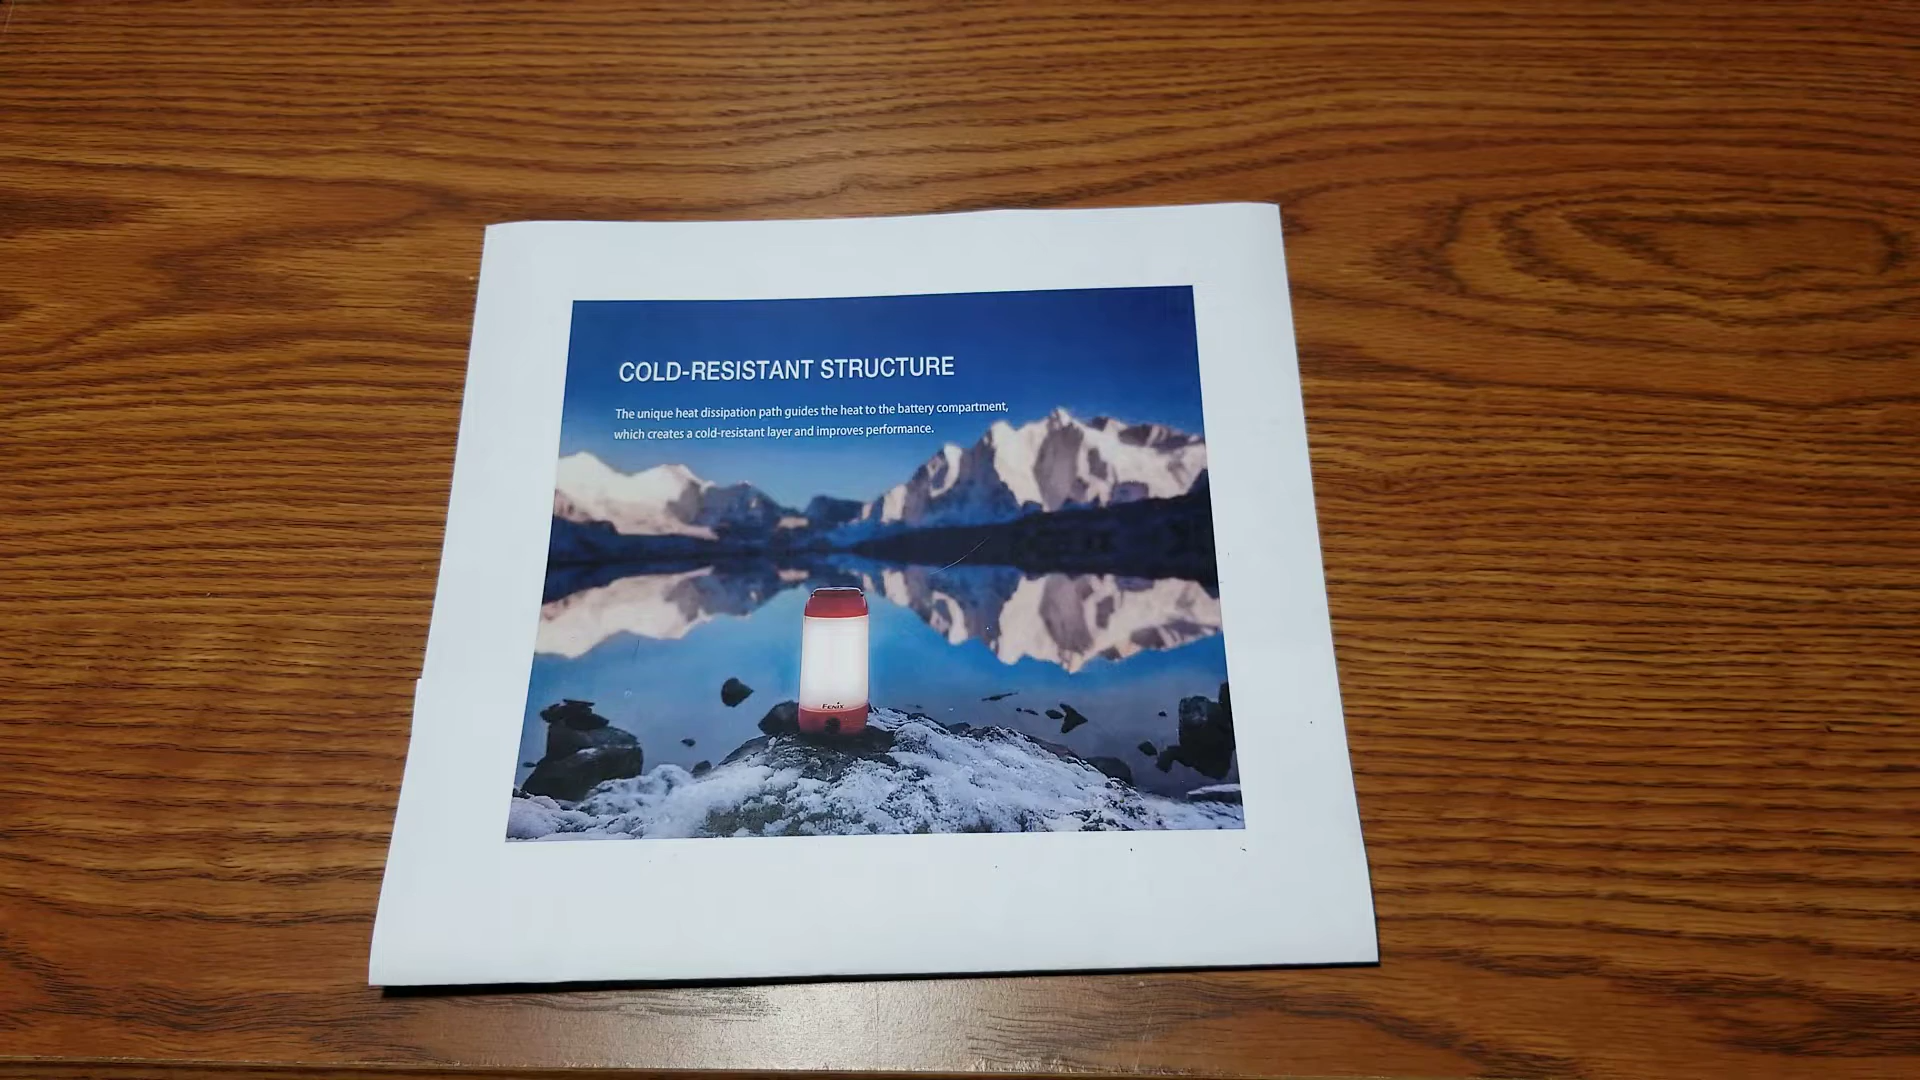 COLD-RESISTANT STRUCTURE
The unique heat dissipation path guides the heat to the battery compartment,
which creates a cold-resistant layer and improves performance.
FENIX